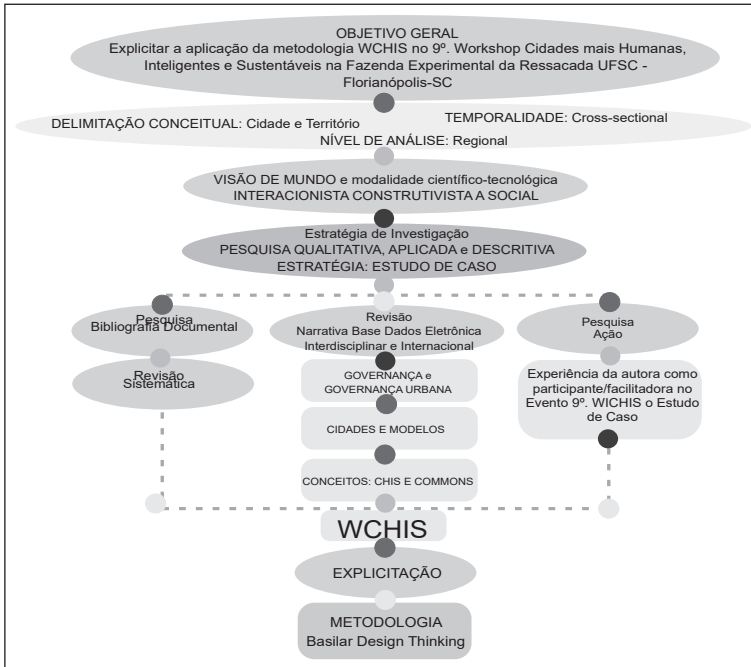 OBJETIVO GERAL
Explicitar a aplicação da metodologia WCHIS no 9º. Workshop Cidades mais Humanas,
Inteligentes e Sustentáveis na Fazenda Experimental da Ressacada UFSC -
Florianópolis-SC
DELIMITAÇÃO CONCEITUAL: Cidade e Território
TEMPORALIDADE: Cross-sectional
NÍVEL DE ANÁLISE: Regional
VISÃO DE MUNDO e modalidade científico-tecnológica
INTERACIONISTA CONSTRUTIVISTA A SOCIAL
Estratégia de Investigação
PESQUISA QUALITATIVA, APLICADA e DESCRITIVA
ESTRATÉGIA: ESTUDO DE CASO
Pesquisa
Bibliografia Documental
Revisão
Sistemática
Revisão
Narrativa Base Dados Eletrônica
Interdisciplinar e Internacional
GOVERNANÇA e
GOVERNANÇA URBANA
CIDADES E MODELOS
CONCEITOS: CHIS E COMMONS
Pesquisa
Ação
Experiência da autora como
participante/facilitadora no
Evento 9º. WICHIS o Estudo
de Caso
WCHIS
EXPLICITAÇÃO
METODOLOGIA
Basilar Design Thinking